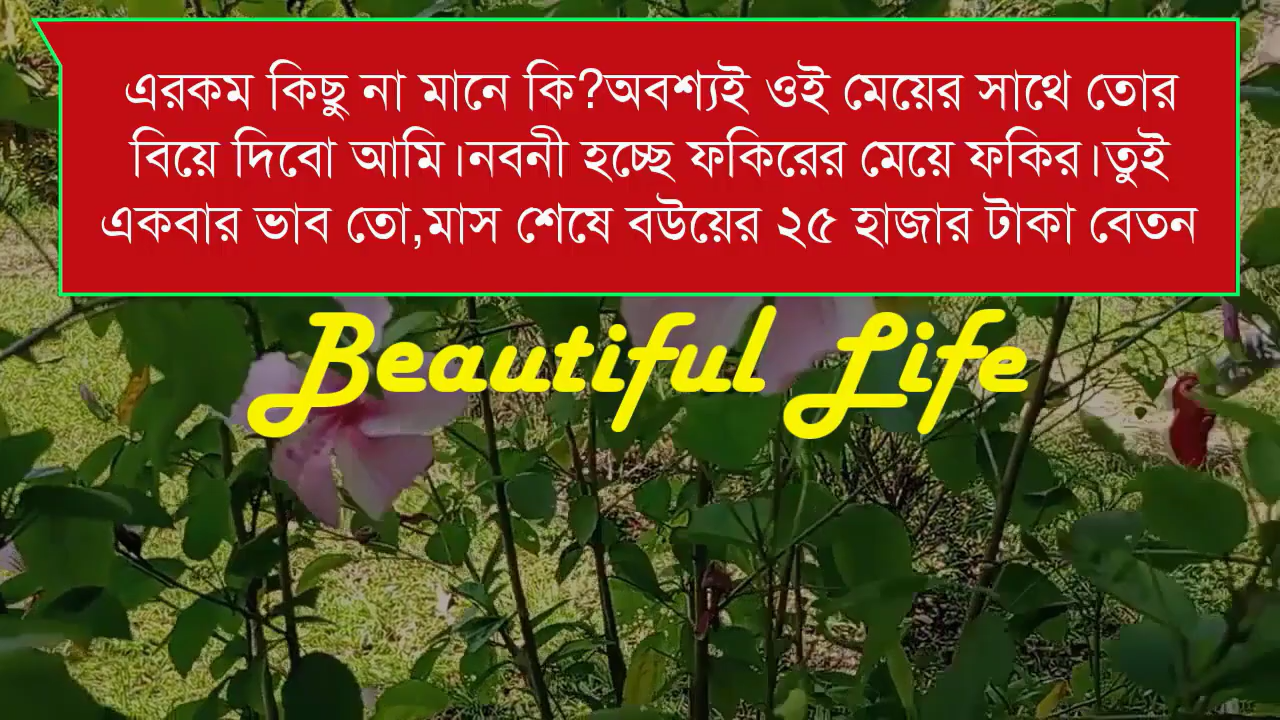 এরকম কিছু না মানে কি?অবশ্যই ওই মেয়ের সাথে তোর
বিয়ে দিবো আমি।নবনী হচ্ছে ফকিরের মেয়ে ফকির।তুই
একবার ভাব তো,মাস শেষে বউয়ের ২৫ হাজার টাকা বেতন
Beautiful Life